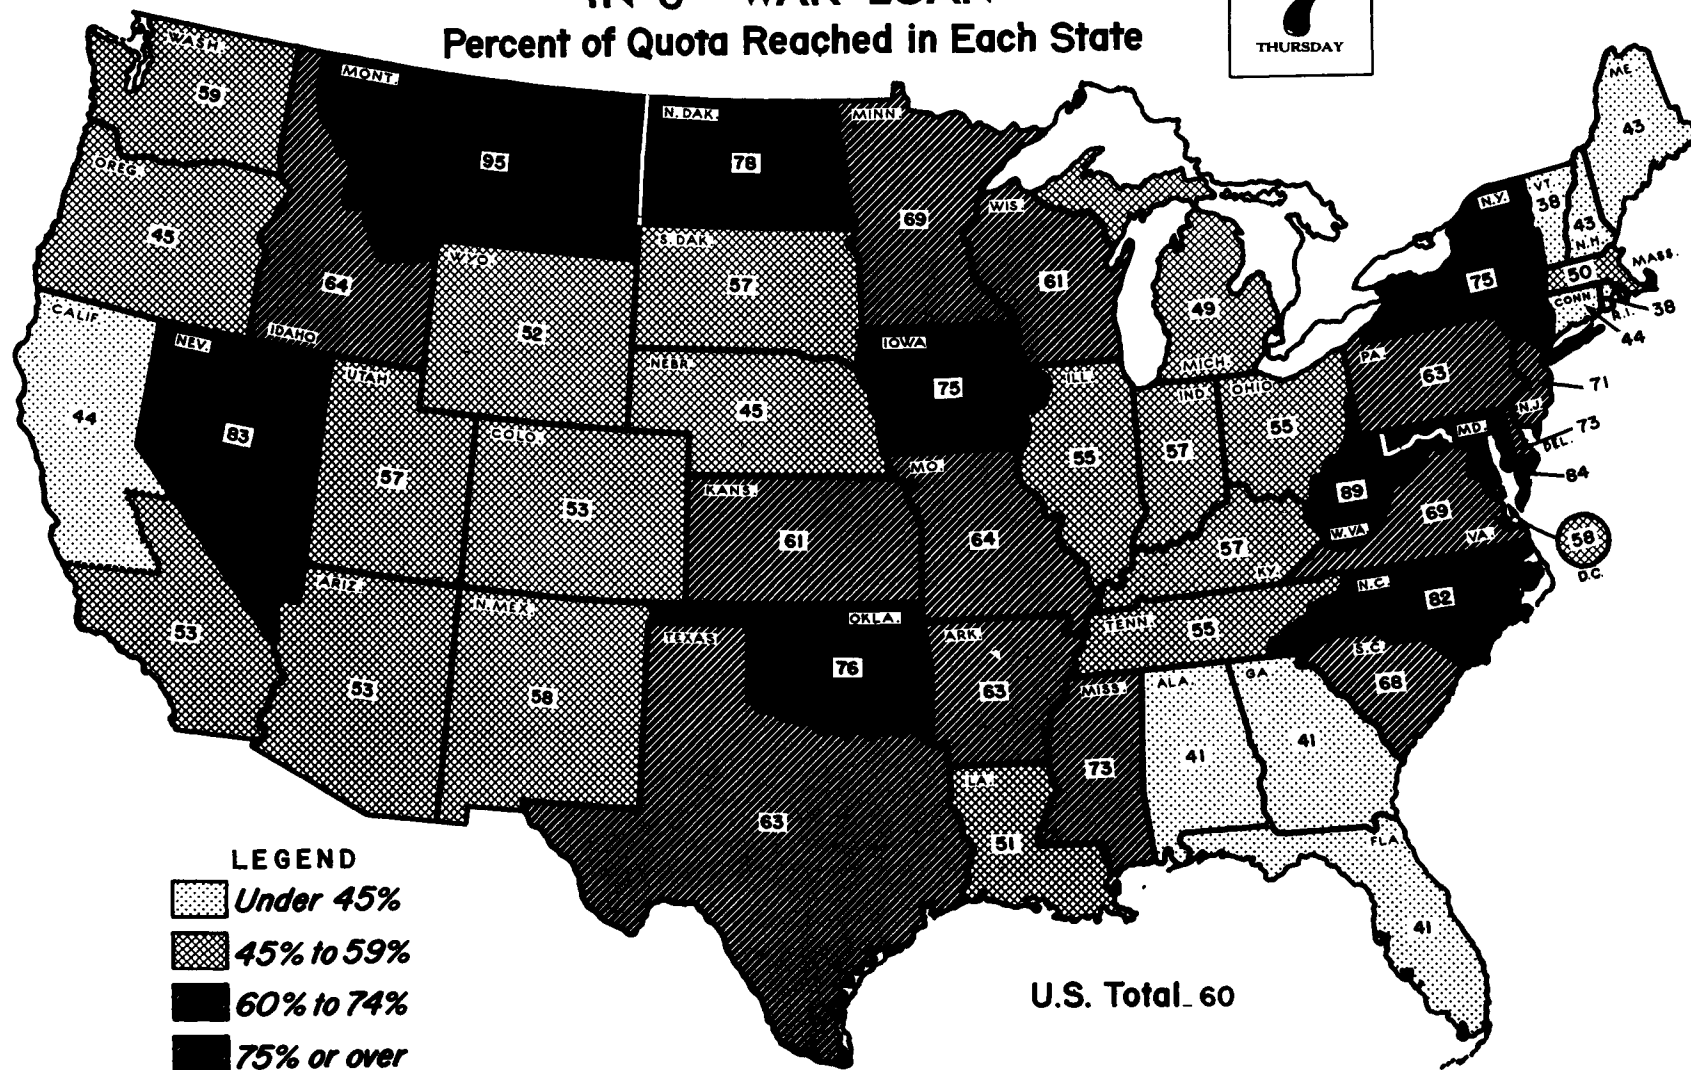 WAR LOAN
Percent of Quota Reached in Each State
7
THURSDAY
WASH.
59
MONT.
95
N. DAK.
78
MINN.
69
ME.
43
OREG.
45
IDAHO
64
WYO.
52
S. DAK.
57
WIS.
61
MICH.
49
N.Y.
75
VT.
38
43
N.H.
MASS.
50
CONN.
R.I.
38
44
CALIF.
44
53
NEV.
83
UTAH
57
COLO.
53
NEBR.
45
IOWA
75
ILL.
55
IND.
57
OHIO
55
PA.
63
N.J.
71
DEL.
73
MD.
84
KANS.
61
MO.
64
KY.
57
W. VA.
89
VA.
69
58
D.C.
ARIZ.
53
N. MEX.
58
TEXAS
63
OKLA.
76
ARK.
63
TENN.
55
N.C.
82
S.C.
68
MISS.
73
ALA.
41
GA.
41
LA.
51
FLA.
41
LEGEND
Under 45%
45% to 59%
60% to 74%
75% or over
U.S. Total_ 60